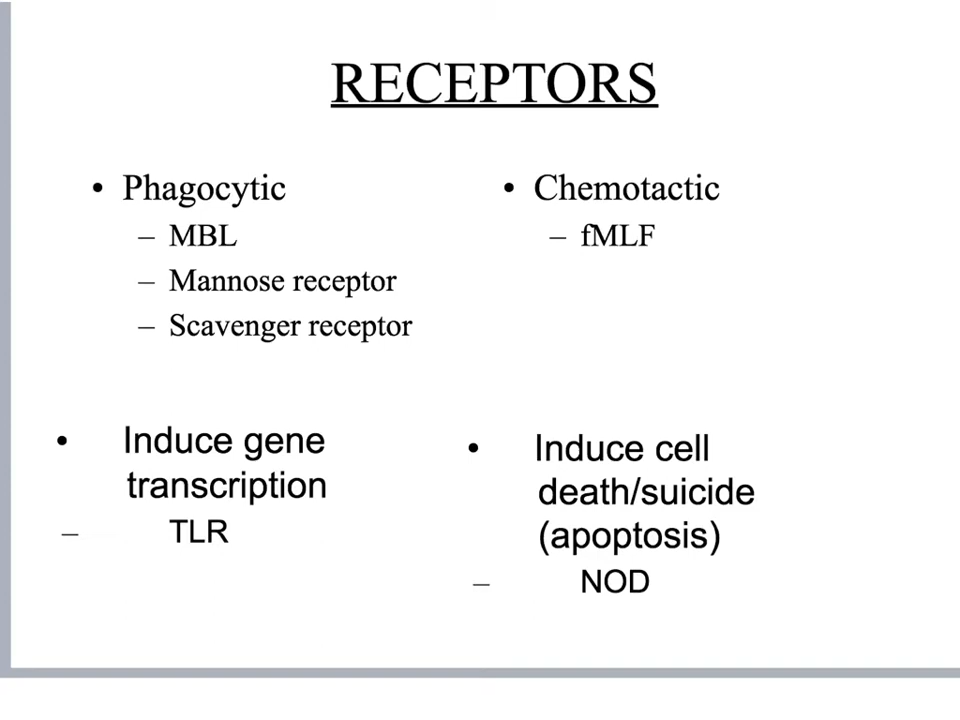 RECEPTORS
• Phagocytic
– MBL
– Mannose receptor
– Scavenger receptor
• Chemotactic
– fMLF
• Induce gene
transcription
– TLR
• Induce cell
death/suicide
(apoptosis)
– NOD